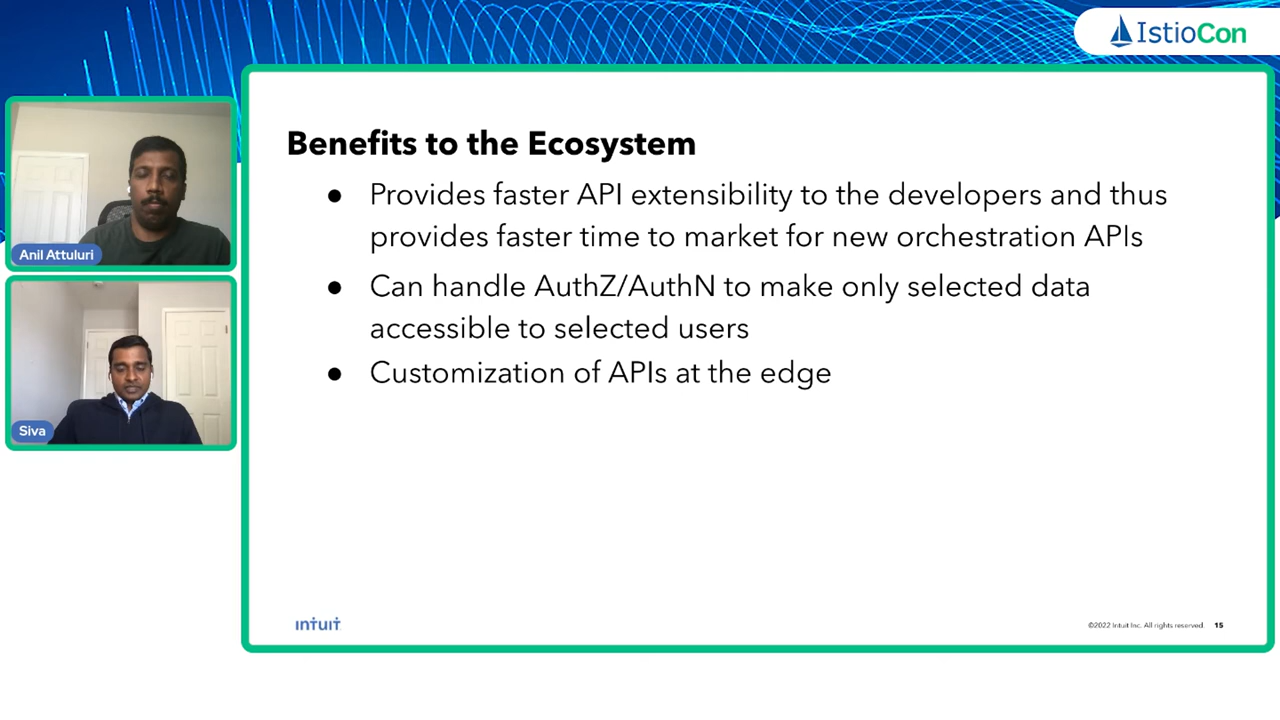 IstioCon
Benefits to the Ecosystem
● Provides faster API extensibility to the developers and thus
provides faster time to market for new orchestration APIs
● Can handle AuthZ/AuthN to make only selected data
accessible to selected users
● Customization of APIs at the edge
Anil Attuluri
Siva
intuit
©2022 Intuit Inc. All rights reserved. 15